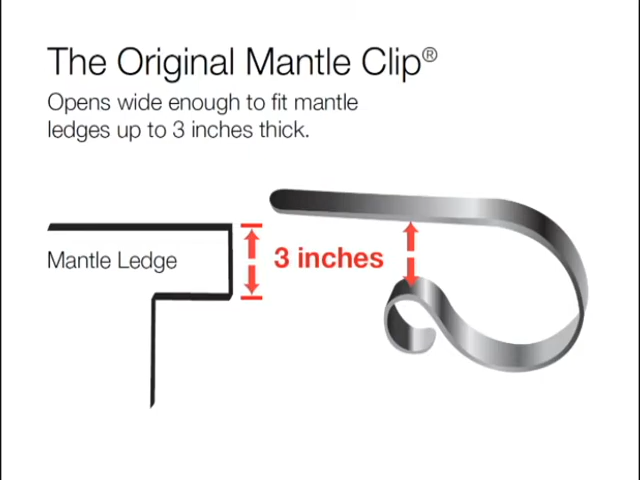 The Original Mantle Clip®
Opens wide enough to fit mantle
ledges up to 3 inches thick.
Mantle Ledge
3 inches